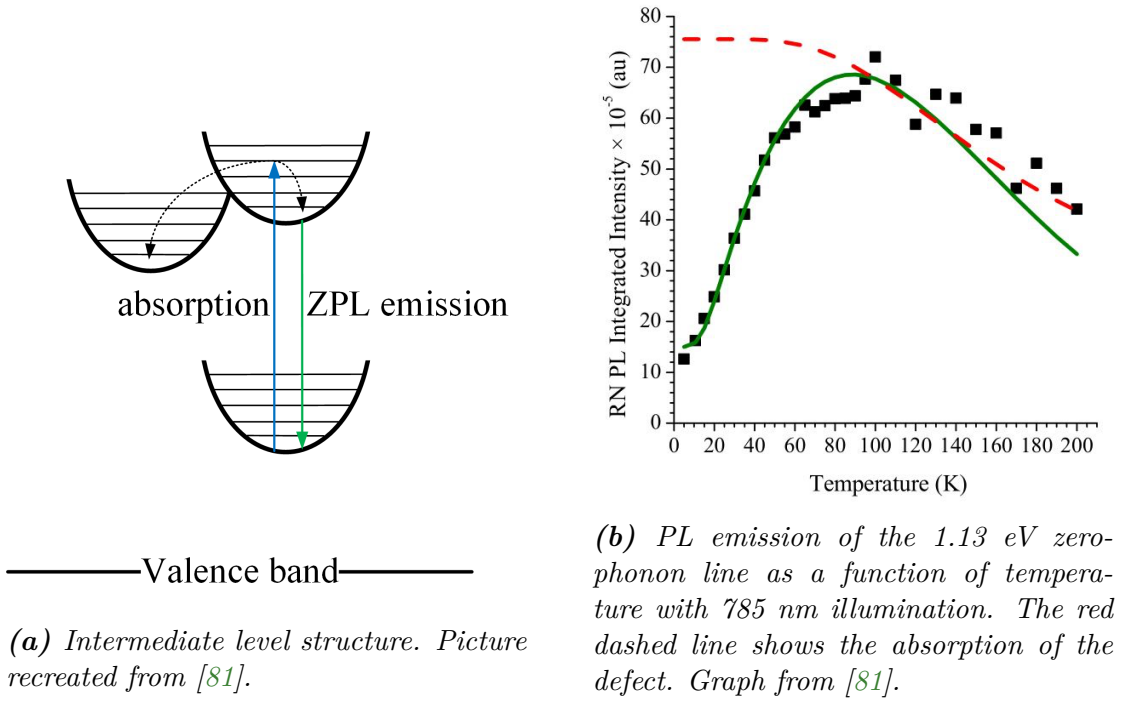 absorption
ZPL emission
Valence band
(a) Intermediate level structure. Picture
recreated from [81].
RN PL Integrated Intensity × 10⁻⁵ (au)
80
70
60
50
40
30
20
10
0
0 20 40 60 80 100 120 140 160 180 200
Temperature (K)
(b) PL emission of the 1.13 eV zero-
phonon line as a function of tempera-
ture with 785 nm illumination. The red
dashed line shows the absorption of the
defect. Graph from [81].